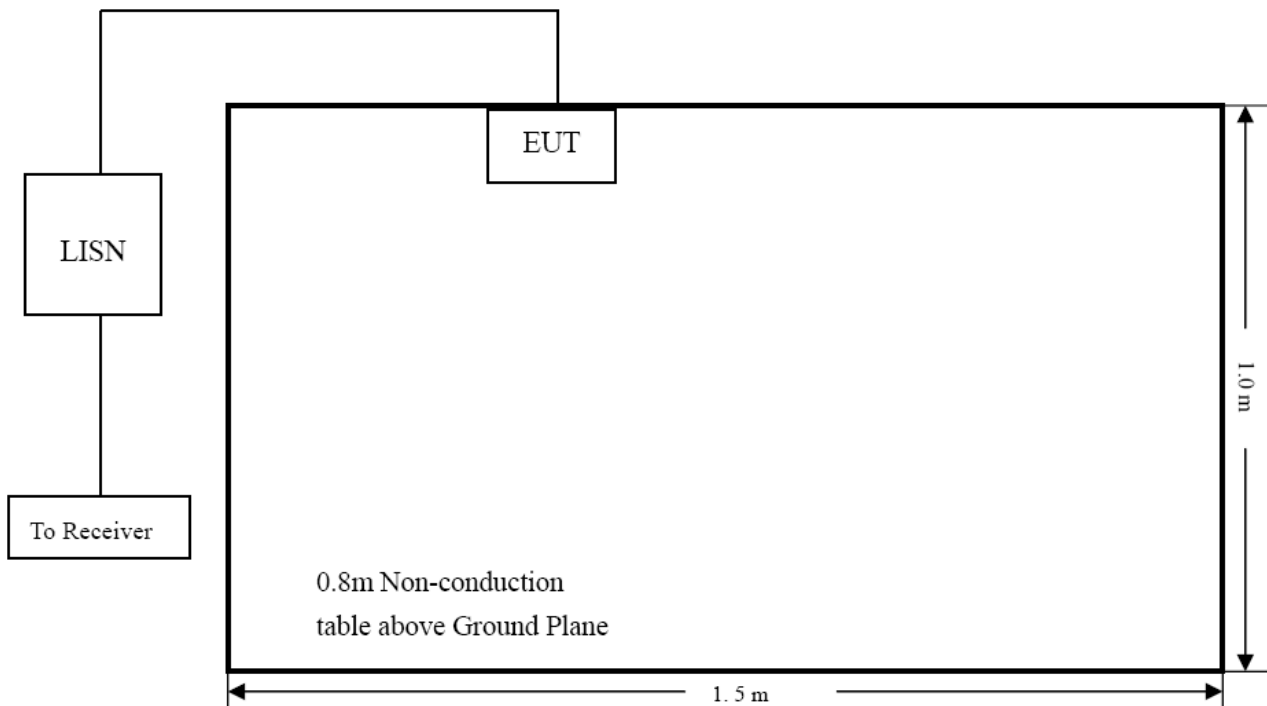 EUT
LISN
1.0 m
To Receiver
0.8m Non-conduction
table above Ground Plane
1. 5 m